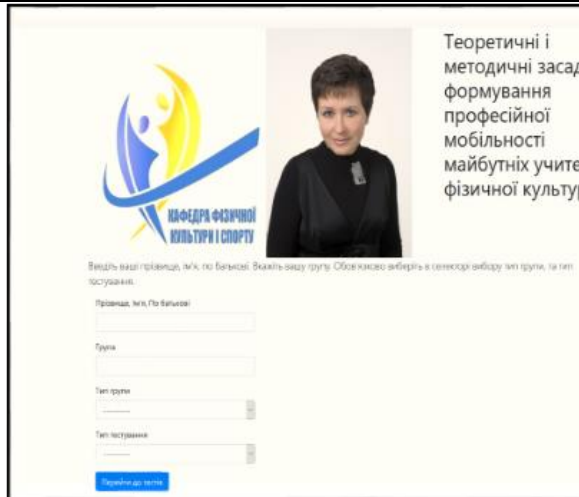 Теоретичні і
методичні засад
формування
професійної
мобільності
майбутніх учите
фізичної культур
КАФЕДРА ФІЗИЧНОЇ
КУЛЬТУРИ І СПОРТУ
Введіть ваші прізвище, ім'я, по батькові. Вкажіть вашу групу. Обов'язково виберіть в селекторі вибору тип групи, та тип
тестування.
Прізвище, Ім'я, По батькові
Група
Тип групи
---------
Тип тестування
---------
Перейти до тестів